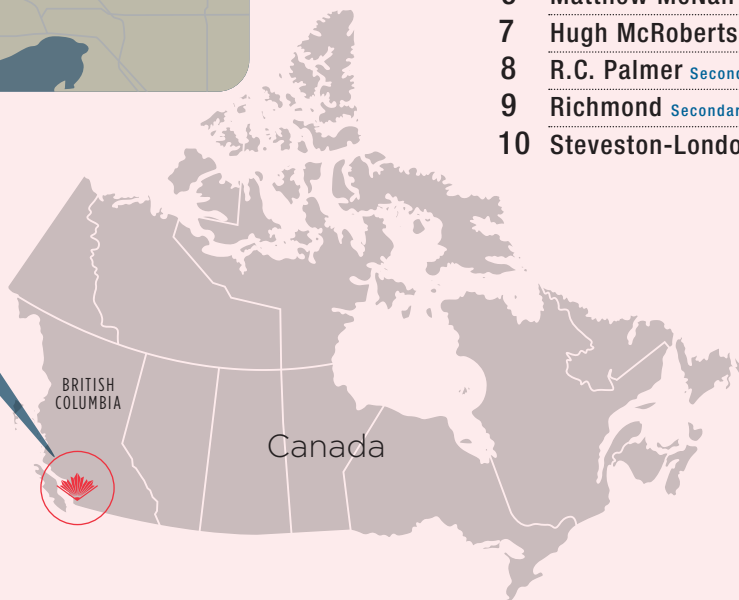 7 Hugh McRoberts
8 R.C. Palmer
9 Richmond
10
BRITISH
COLUMBIA
Canada